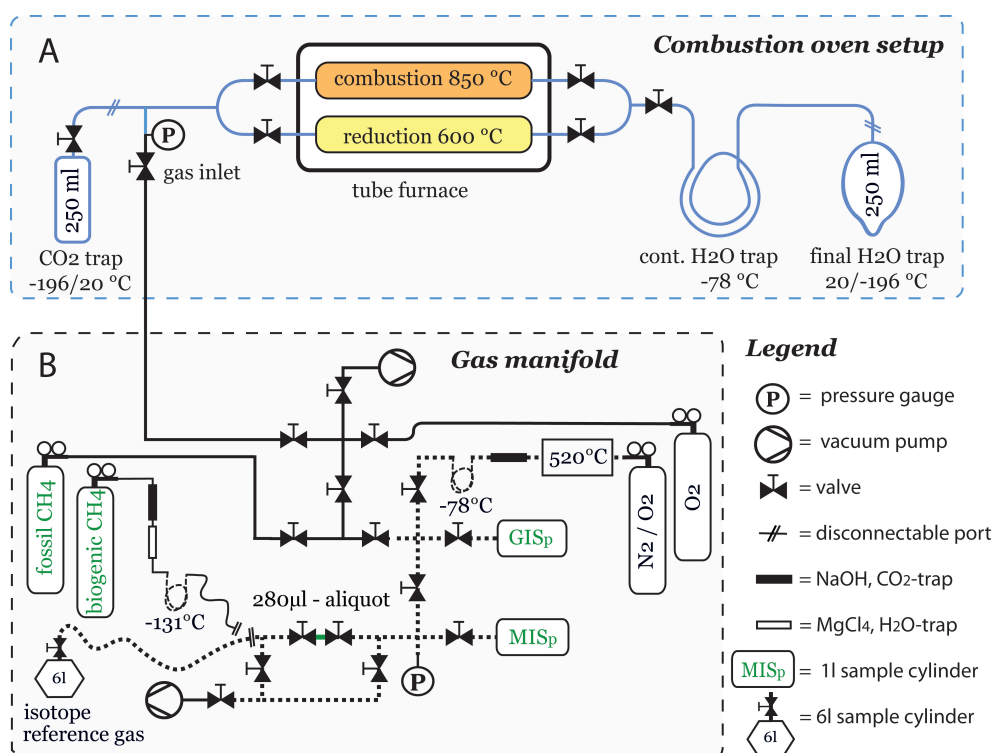 A
Combustion oven setup
combustion 850 °C
reduction 600 °C
tube furnace
P
gas inlet
250 ml
CO2 trap
-196/20 °C
cont. H2O trap
-78 °C
250 ml
final H2O trap
20/-196 °C
B
Gas manifold
fossil CH4
biogenic CH4
-131°C
280µl - aliquot
-78°C
520°C
N2 / O2
O2
GISp
MISp
P
6l
isotope
reference gas
Legend
P = pressure gauge
= vacuum pump
= valve
= disconnectable port
= NaOH, CO2-trap
= MgCl4, H2O-trap
MISp = 1l sample cylinder
6l = 6l sample cylinder